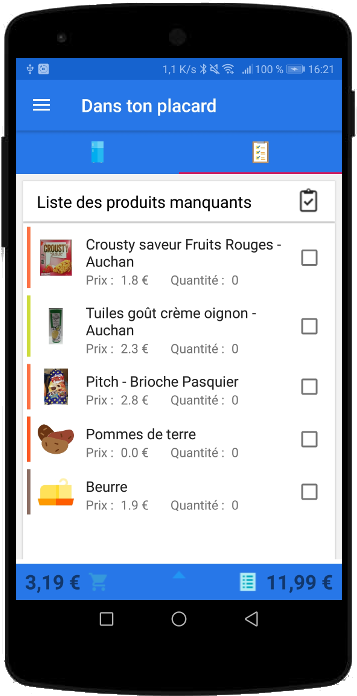 1,1 K/s 100 % 16:21
Dans ton placard
Liste des produits manquants
CROUSTY
Crousty saveur Fruits Rouges -
Auchan
Prix : 1.8 € Quantité : 0
Tuiles goût crème oignon -
Auchan
Prix : 2.3 € Quantité : 0
Pitch - Brioche Pasquier
Prix : 2.8 € Quantité : 0
Pommes de terre
Prix : 0.0 € Quantité : 0
Beurre
Prix : 1.9 € Quantité : 0
3,19 € 11,99 €